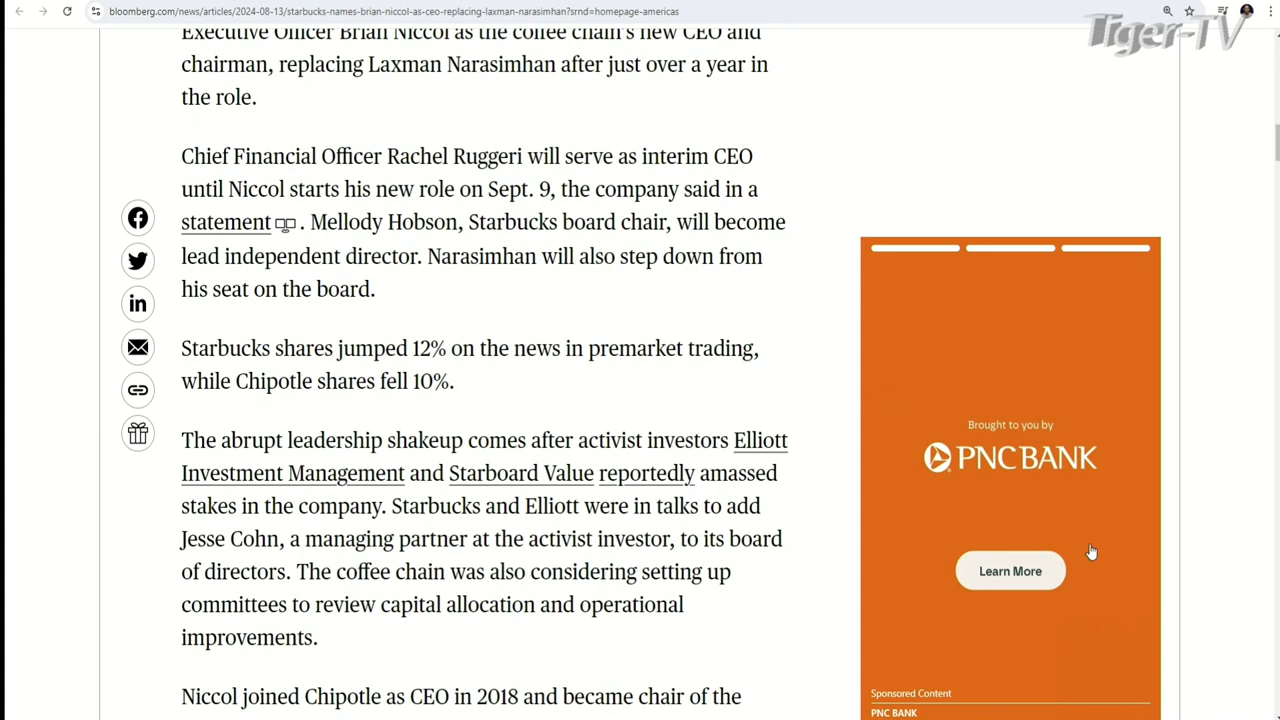 bloomberg.com/news/articles/2024-08-13/starbucks-names-brian-niccol-as-ceo-replacing-laxman-narasimhan?srnd=homepage-americas
Tiger-TV
Executive Officer Brian Niccol as the coffee chain's new CEO and
chairman, replacing Laxman Narasimhan after just over a year in
the role.
Chief Financial Officer Rachel Ruggeri will serve as interim CEO
until Niccol starts his new role on Sept. 9, the company said in a
statement . Mellody Hobson, Starbucks board chair, will become
lead independent director. Narasimhan will also step down from
his seat on the board.
Starbucks shares jumped 12% on the news in premarket trading,
while Chipotle shares fell 10%.
The abrupt leadership shakeup comes after activist investors Elliott
Investment Management and Starboard Value reportedly amassed
stakes in the company. Starbucks and Elliott were in talks to add
Jesse Cohn, a managing partner at the activist investor, to its board
of directors. The coffee chain was also considering setting up
committees to review capital allocation and operational
improvements.
Niccol joined Chipotle as CEO in 2018 and became chair of the
in
Brought to you by
PNC BANK
Learn More
Sponsored Content
PNC BANK